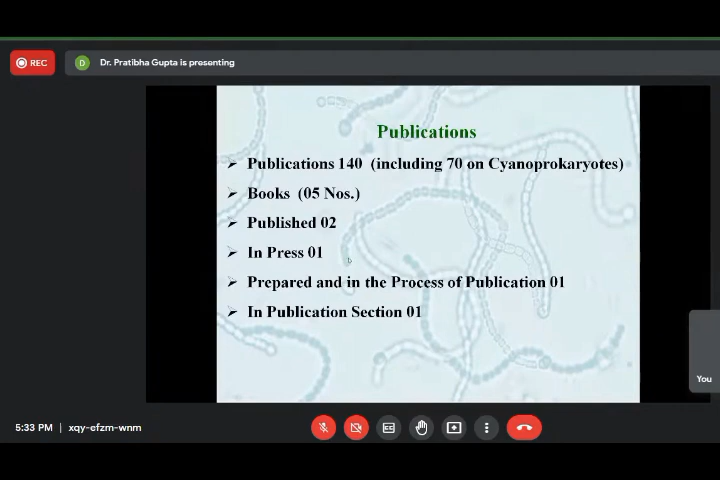 REC
D
Dr. Pratibha Gupta is presenting
Publications
Publications 140 (including 70 on Cyanoprokaryotes)
Books (05 Nos.)
Published 02
In Press 01
Prepared and in the Process of Publication 01
In Publication Section 01
You
5:33 PM | xqy-efzm-wnm
CC